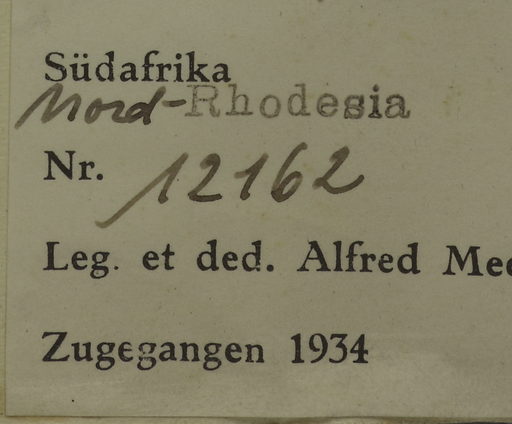 Südafrika
Nord-Rhodesia
Nr. 12162
Leg. et ded. Alfred
Zugegangen 1934